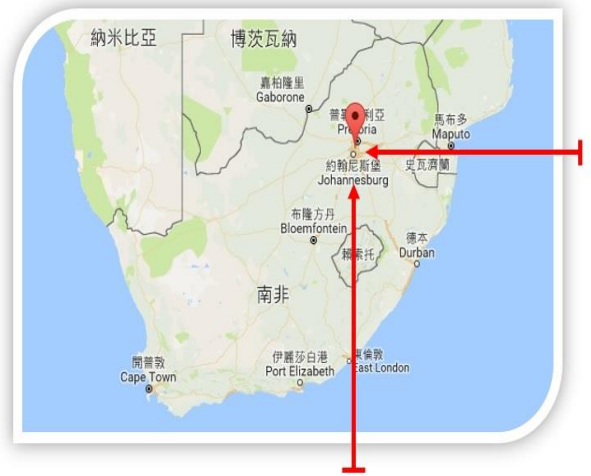 納米比亞
博茨瓦納
嘉柏隆里
Gaborone
馬布多
Maputo
約翰尼斯堡
Johannesburg
史瓦濟蘭
布隆方丹
Bloemfontein
賴索托
德本
Durban
南非
開普敦
Cape Town
伊麗莎白港
Port Elizabeth
東倫敦
East London